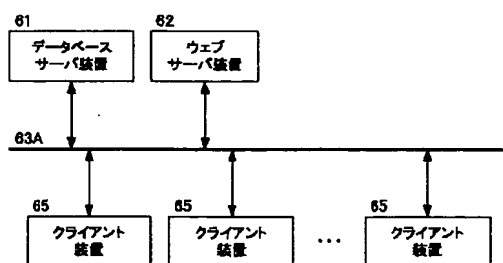 61
データベース
サーバ装置
62
ウェブ
サーバ装置
63A
65
クライアント
装置
65
クライアント
装置
...
65
クライアント
装置